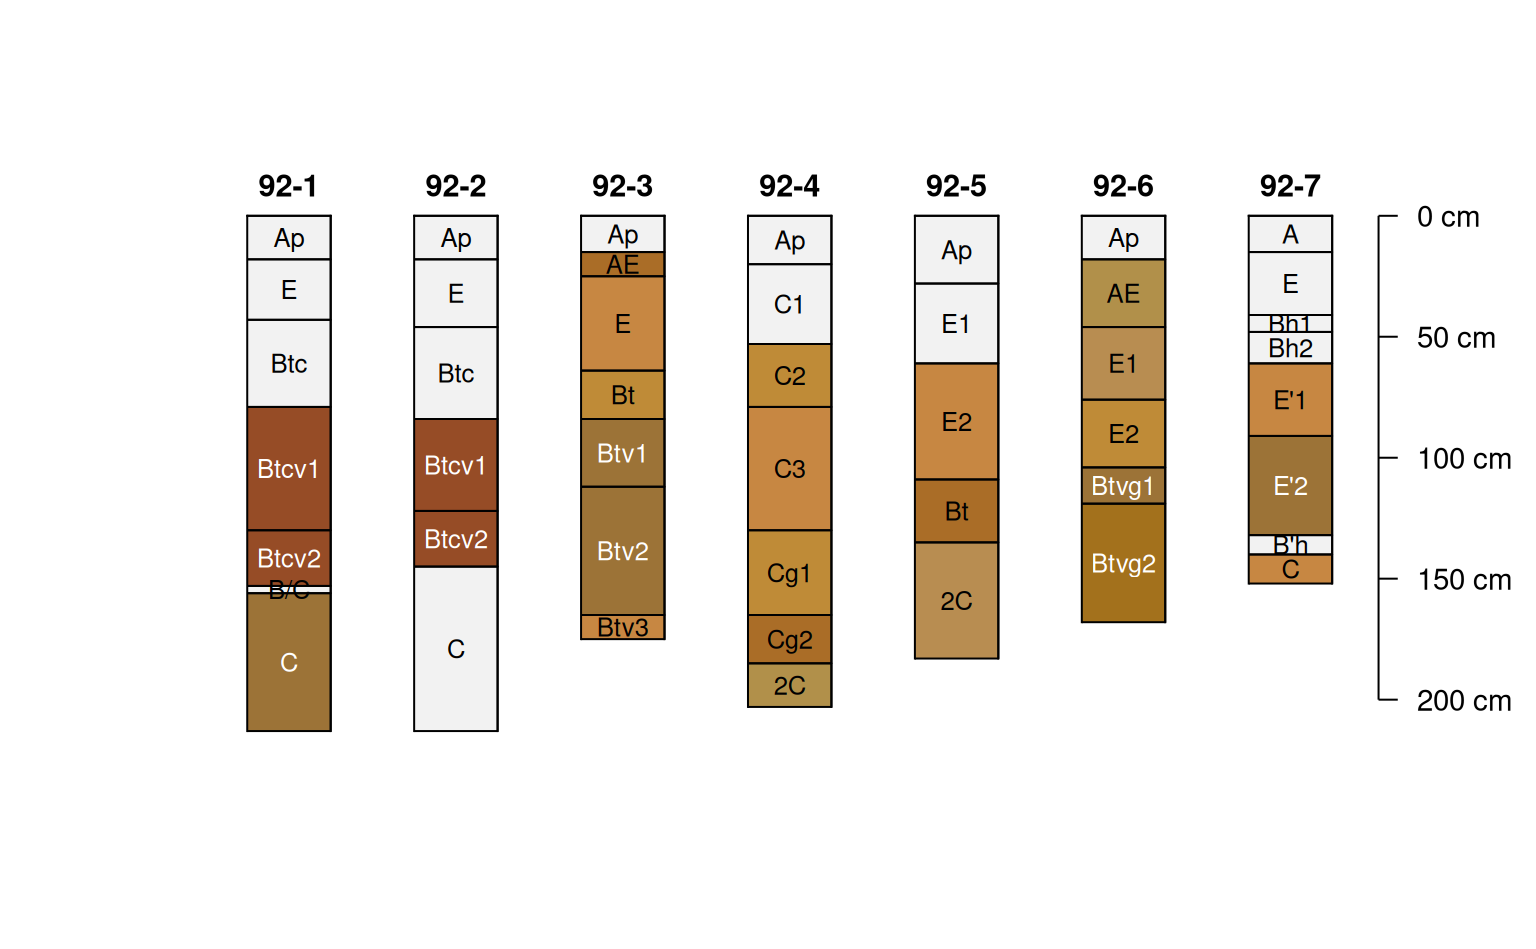 92-1 92-2 92-3 92-4 92-5 92-6 92-7
Ap
E
Btc
Btcv1
Btcv2
B/C
C
Ap
E
Btc
Btcv1
Btcv2
C
Ap
AE
E
Bt
Btv1
Btv2
Btv3
Ap
C1
C2
C3
Cg1
Cg2
2C
Ap
E1
E2
Bt
2C
Ap
AE
E1
E2
Btvg1
Btvg2
A
E
Bh1
Bh2
E'1
E'2
B'h
C
0 cm
50 cm
100 cm
150 cm
200 cm